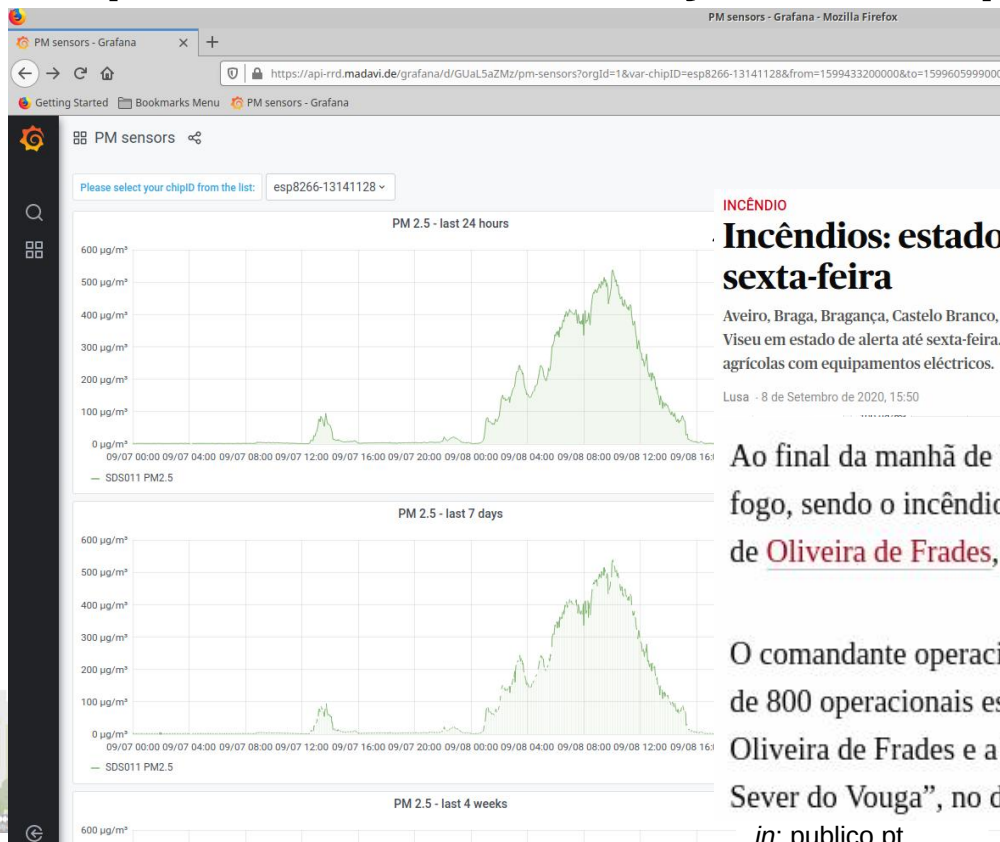 PM sensors - Grafana - Mozilla Firefox
PM sensors - Grafana
https://api-rrd.madavi.de/grafana/d/GUaL5aZMz/pm-sensors?orgId=1&var-chipID=esp8266-13141128&from=1599433200000&to=1599605999000
Getting Started Bookmarks Menu PM sensors - Grafana
PM sensors
Please select your chipID from the list: esp8266-13141128
PM 2.5 - last 24 hours
600 µg/m³
500 µg/m³
400 µg/m³
300 µg/m³
200 µg/m³
100 µg/m³
0 µg/m³
09/07 00:00 09/07 04:00 09/07 08:00 09/07 12:00 09/07 16:00 09/07 20:00 09/08 00:00 09/08 04:00 09/08 08:00 09/08 12:00 09/08 16:
SDS011 PM2.5
PM 2.5 - last 7 days
600 µg/m³
500 µg/m³
400 µg/m³
300 µg/m³
200 µg/m³
100 µg/m³
0 µg/m³
09/07 00:00 09/07 04:00 09/07 08:00 09/07 12:00 09/07 16:00 09/07 20:00 09/08 00:00 09/08 04:00 09/08 08:00 09/08 12:00 09/08 16:
SDS011 PM2.5
PM 2.5 - last 4 weeks
600 µg/m³
INCÊNDIO
Incêndios: estado
sexta-feira
Aveiro, Braga, Bragança, Castelo Branco,
Viseu em estado de alerta até sexta-feira.
agrícolas com equipamentos eléctricos.
Lusa - 8 de Setembro de 2020, 15:50
Ao final da manhã de
fogo, sendo o incêndio
de Oliveira de Frades,
O comandante operaci
de 800 operacionais es
Oliveira de Frades e a
Sever do Vouga”, no d
in: publico.pt